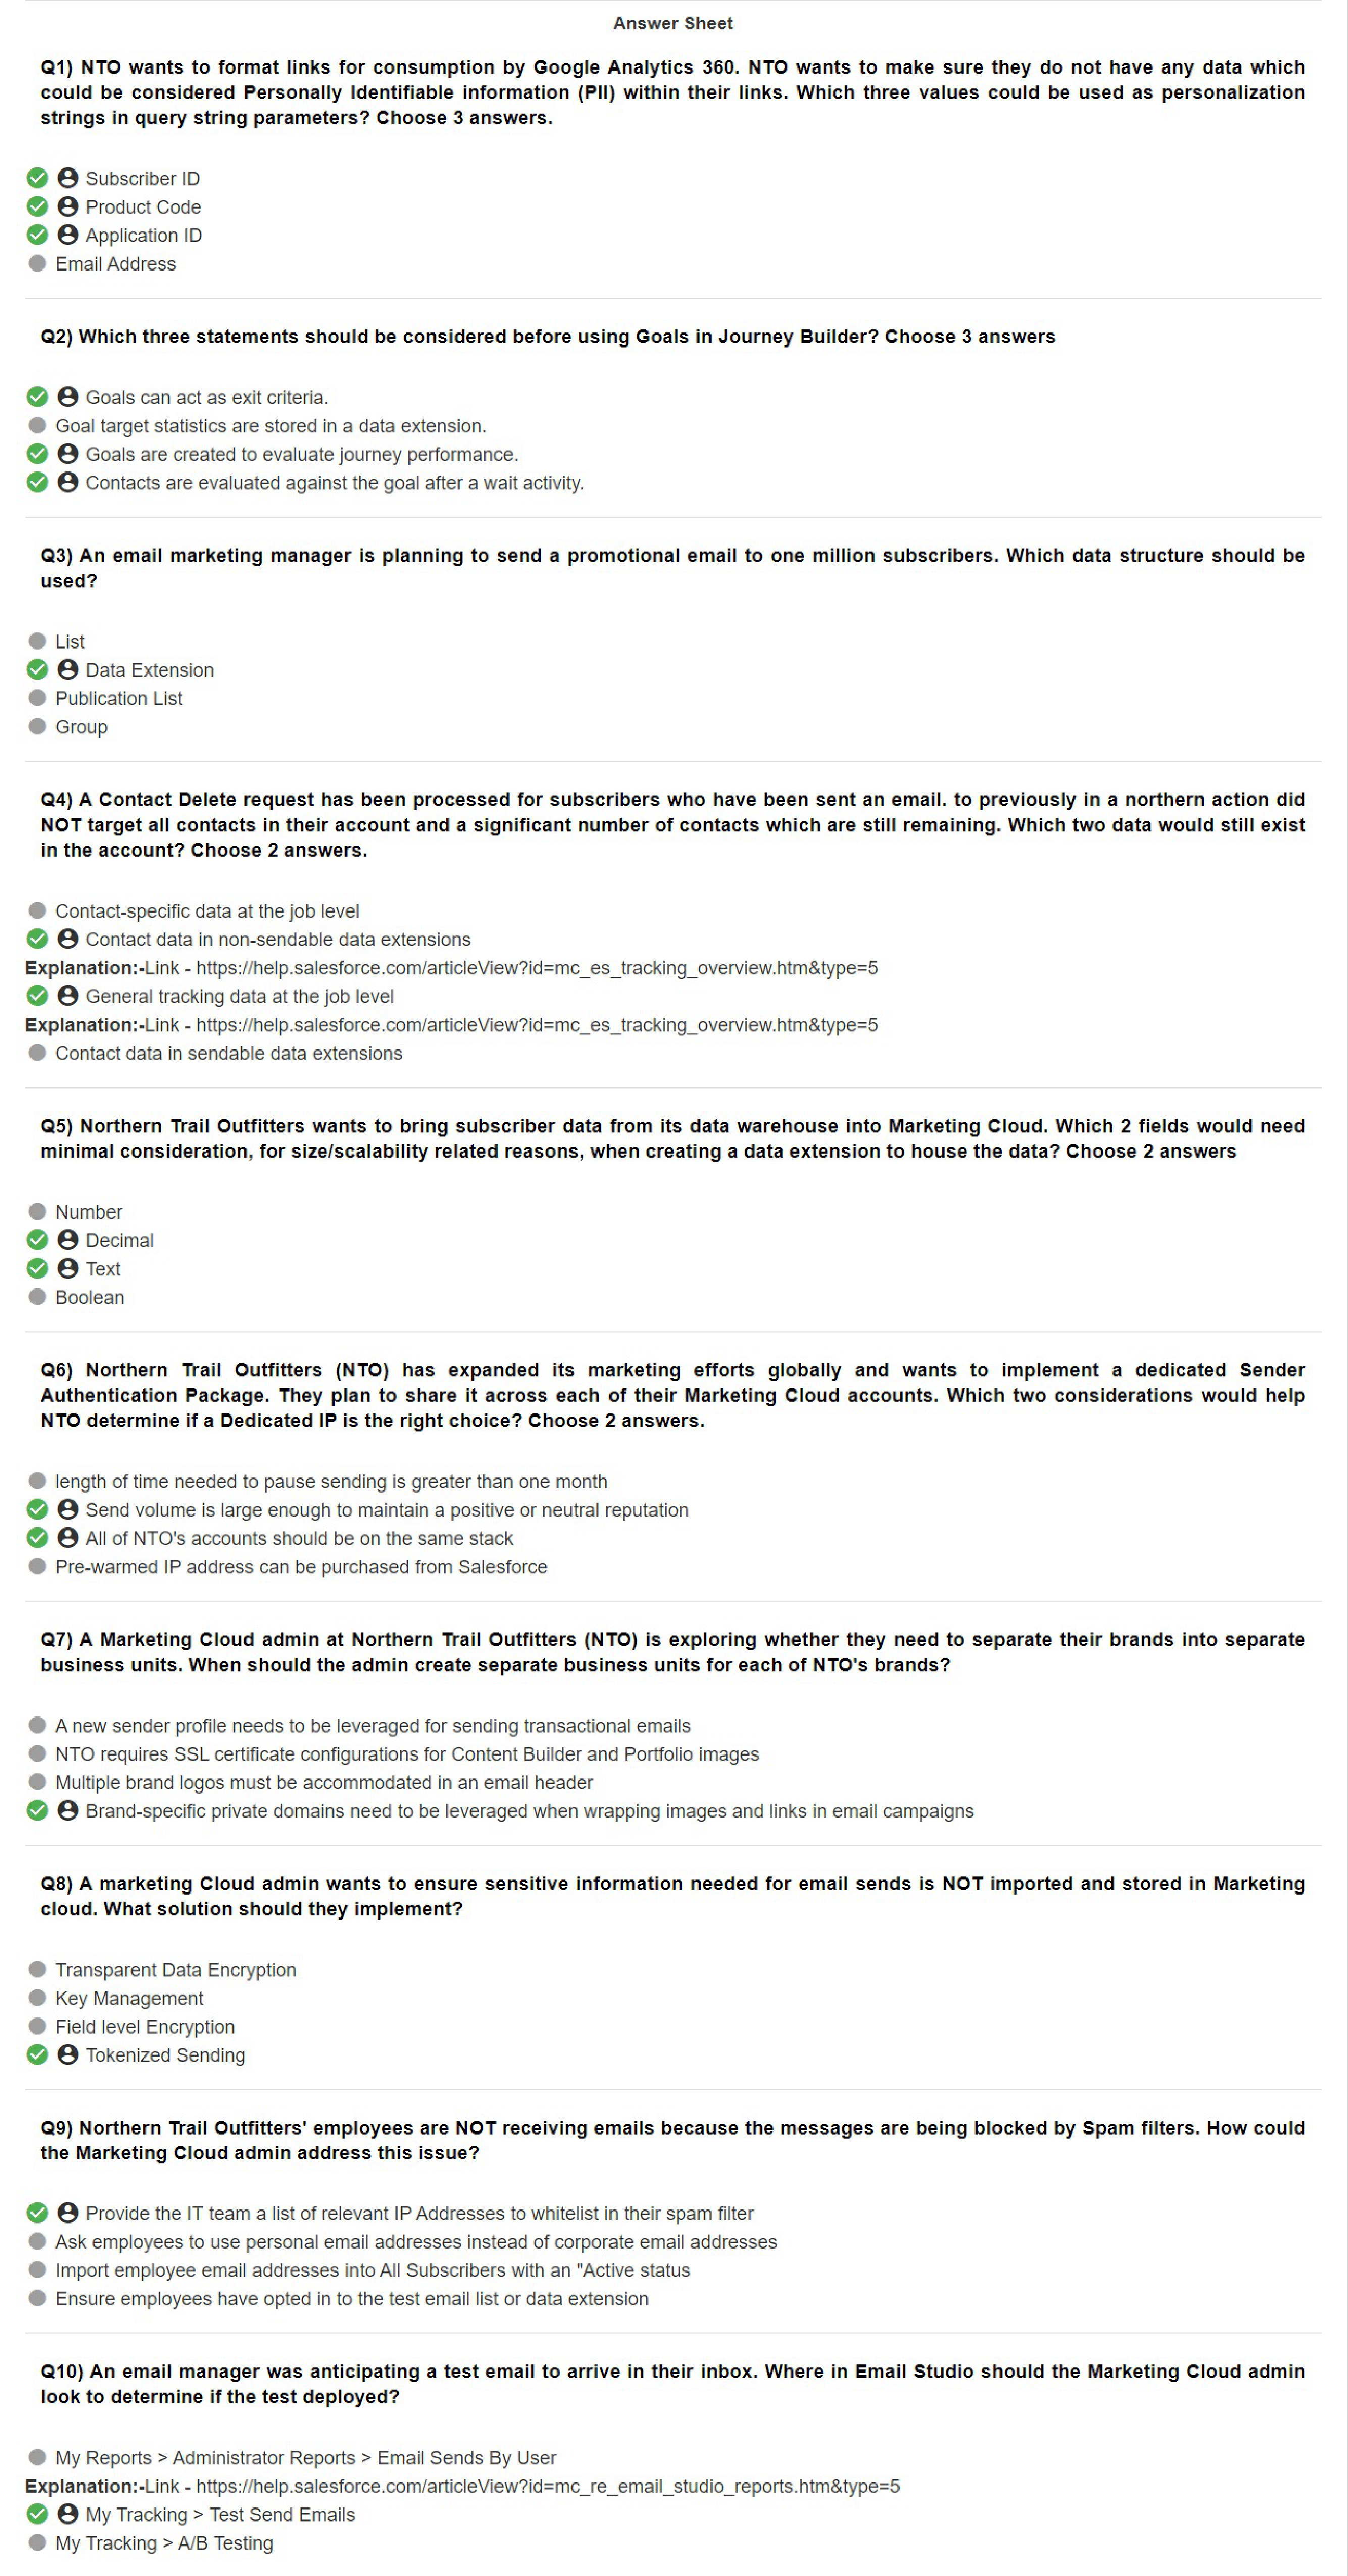 Answer Sheet
Q1) NTO wants to format links for consumption by Google Analytics 360. NTO wants to make sure they do not have any data which
could be considered Personally Identifiable information (PII) within their links. Which three values could be used as personalization
strings in query string parameters? Choose 3 answers.
Subscriber ID
Product Code
Application ID
Email Address
Q2) Which three statements should be considered before using Goals in Journey Builder? Choose 3 answers
Goals can act as exit criteria.
Goal target statistics are stored in a data extension.
Goals are created to evaluate journey performance.
Contacts are evaluated against the goal after a wait activity.
Q3) An email marketing manager is planning to send a promotional email to one million subscribers. Which data structure should be
used?
List
Data Extension
Publication List
Group
Q4) A Contact Delete request has been processed for subscribers who have been sent an email. to previously in a northern action did
NOT target all contacts in their account and a significant number of contacts which are still remaining. Which two data would still exist
in the account? Choose 2 answers.
Contact-specific data at the job level
Contact data in non-sendable data extensions
Explanation:-Link - https://help.salesforce.com/articleView?id=mc_es_tracking_overview.htm&type=5
General tracking data at the job level
Explanation:-Link - https://help.salesforce.com/articleView?id=mc_es_tracking_overview.htm&type=5
Contact data in sendable data extensions
Q5) Northern Trail Outfitters wants to bring subscriber data from its data warehouse into Marketing Cloud. Which 2 fields would need
minimal consideration, for size/scalability related reasons, when creating a data extension to house the data? Choose 2 answers
Number
Decimal
Text
Boolean
Q6) Northern Trail Outfitters (NTO) has expanded its marketing efforts globally and wants to implement a dedicated Sender
Authentication Package. They plan to share it across each of their Marketing Cloud accounts. Which two considerations would help
NTO determine if a Dedicated IP is the right choice? Choose 2 answers.
length of time needed to pause sending is greater than one month
Send volume is large enough to maintain a positive or neutral reputation
All of NTO's accounts should be on the same stack
Pre-warmed IP address can be purchased from Salesforce
Q7) A Marketing Cloud admin at Northern Trail Outfitters (NTO) is exploring whether they need to separate their brands into separate
business units. When should the admin create separate business units for each of NTO's brands?
A new sender profile needs to be leveraged for sending transactional emails
NTO requires SSL certificate configurations for Content Builder and Portfolio images
Multiple brand logos must be accommodated in an email header
Brand-specific private domains need to be leveraged when wrapping images and links in email campaigns
Q8) A marketing Cloud admin wants to ensure sensitive information needed for email sends is NOT imported and stored in Marketing
cloud. What solution should they implement?
Transparent Data Encryption
Key Management
Field level Encryption
Tokenized Sending
Q9) Northern Trail Outfitters' employees are NOT receiving emails because the messages are being blocked by Spam filters. How could
the Marketing Cloud admin address this issue?
Provide the IT team a list of relevant IP Addresses to whitelist in their spam filter
Ask employees to use personal email addresses instead of corporate email addresses
Import employee email addresses into All Subscribers with an "Active status
Ensure employees have opted in to the test email list or data extension
Q10) An email manager was anticipating a test email to arrive in their inbox. Where in Email Studio should the Marketing Cloud admin
look to determine if the test deployed?
My Reports > Administrator Reports > Email Sends By User
Explanation:-Link - https://help.salesforce.com/articleView?id=mc_re_email_studio_reports.htm&type=5
My Tracking > Test Send Emails
My Tracking > A/B Testing